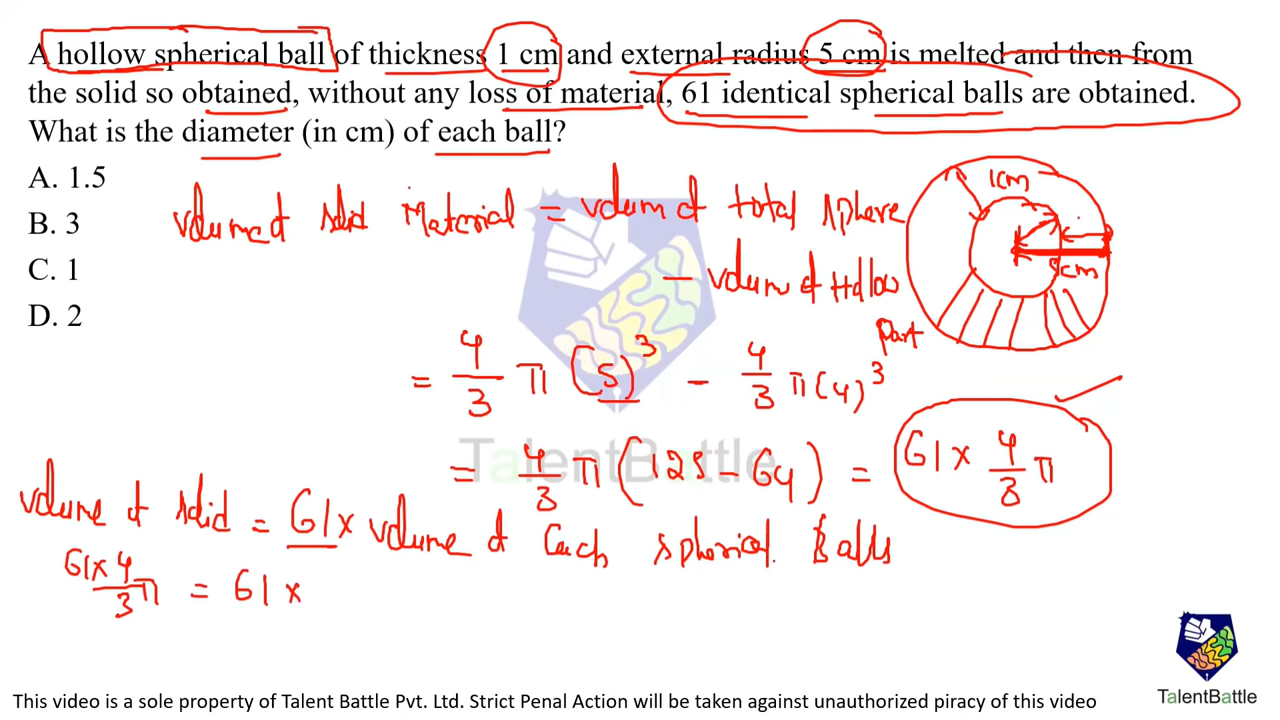 A hollow spherical ball of thickness 1 cm and external radius 5 cm is melted and then from
the solid so obtained, without any loss of material, 61 identical spherical balls are obtained.
What is the diameter (in cm) of each ball?
A. 1.5
B. 3
C. 1
D. 2
1cm
5cm
volume of solid Material = volum of total sphere
- volum of Hollow
Part
= 4/3 π (5)³ - 4/3 π(4)³
= 4/3 π (125-64) = 61 x 4/3 π
TalentBattle
volume of solid = 61 x volume of Each spherical Balls
61 x 4/3 π = 61 x
TalentBattle
This video is a sole property of Talent Battle Pvt. Ltd. Strict Penal Action will be taken against unauthorized piracy of this video